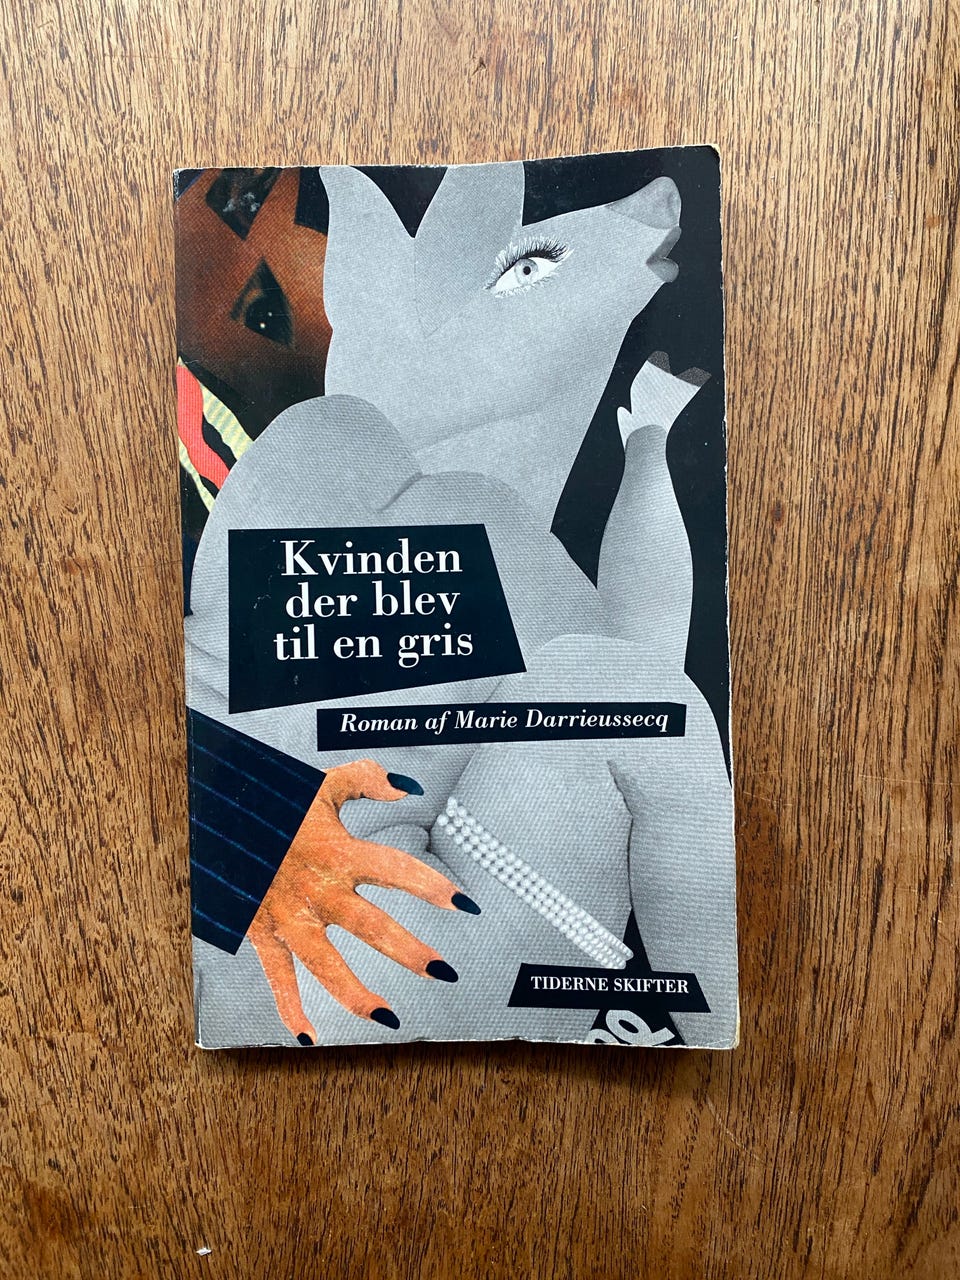 Kvinden
der blev
til en gris
Roman af Marie Darrieussecq
TIDERNE SKIFTER